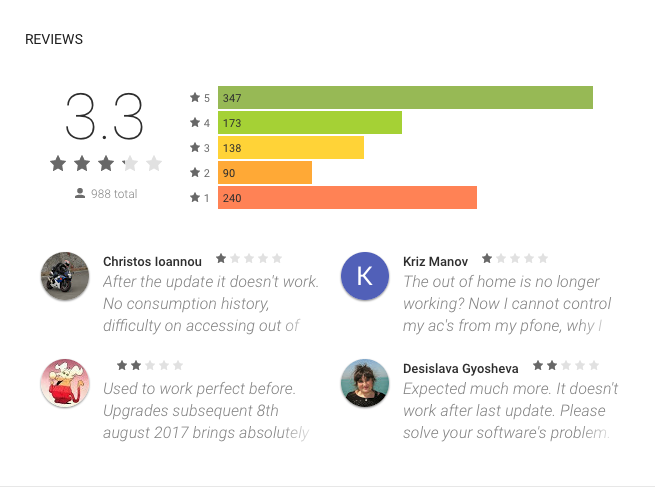 REVIEWS
3.3
988 total
5 347
4 173
3 138
2 90
1 240
Christos Ioannou
After the update it doesn't work.
No consumption history,
difficulty on accessing out of
K
Kriz Manov
The out of home is no longer
working? Now I cannot control
my ac's from my pfone, why I
Used to work perfect before.
Upgrades subsequent 8th
august 2017 brings absolutely
Desislava Gyosheva
Expected much more. It doesn't
work after last update. Please
solve your software's problem.